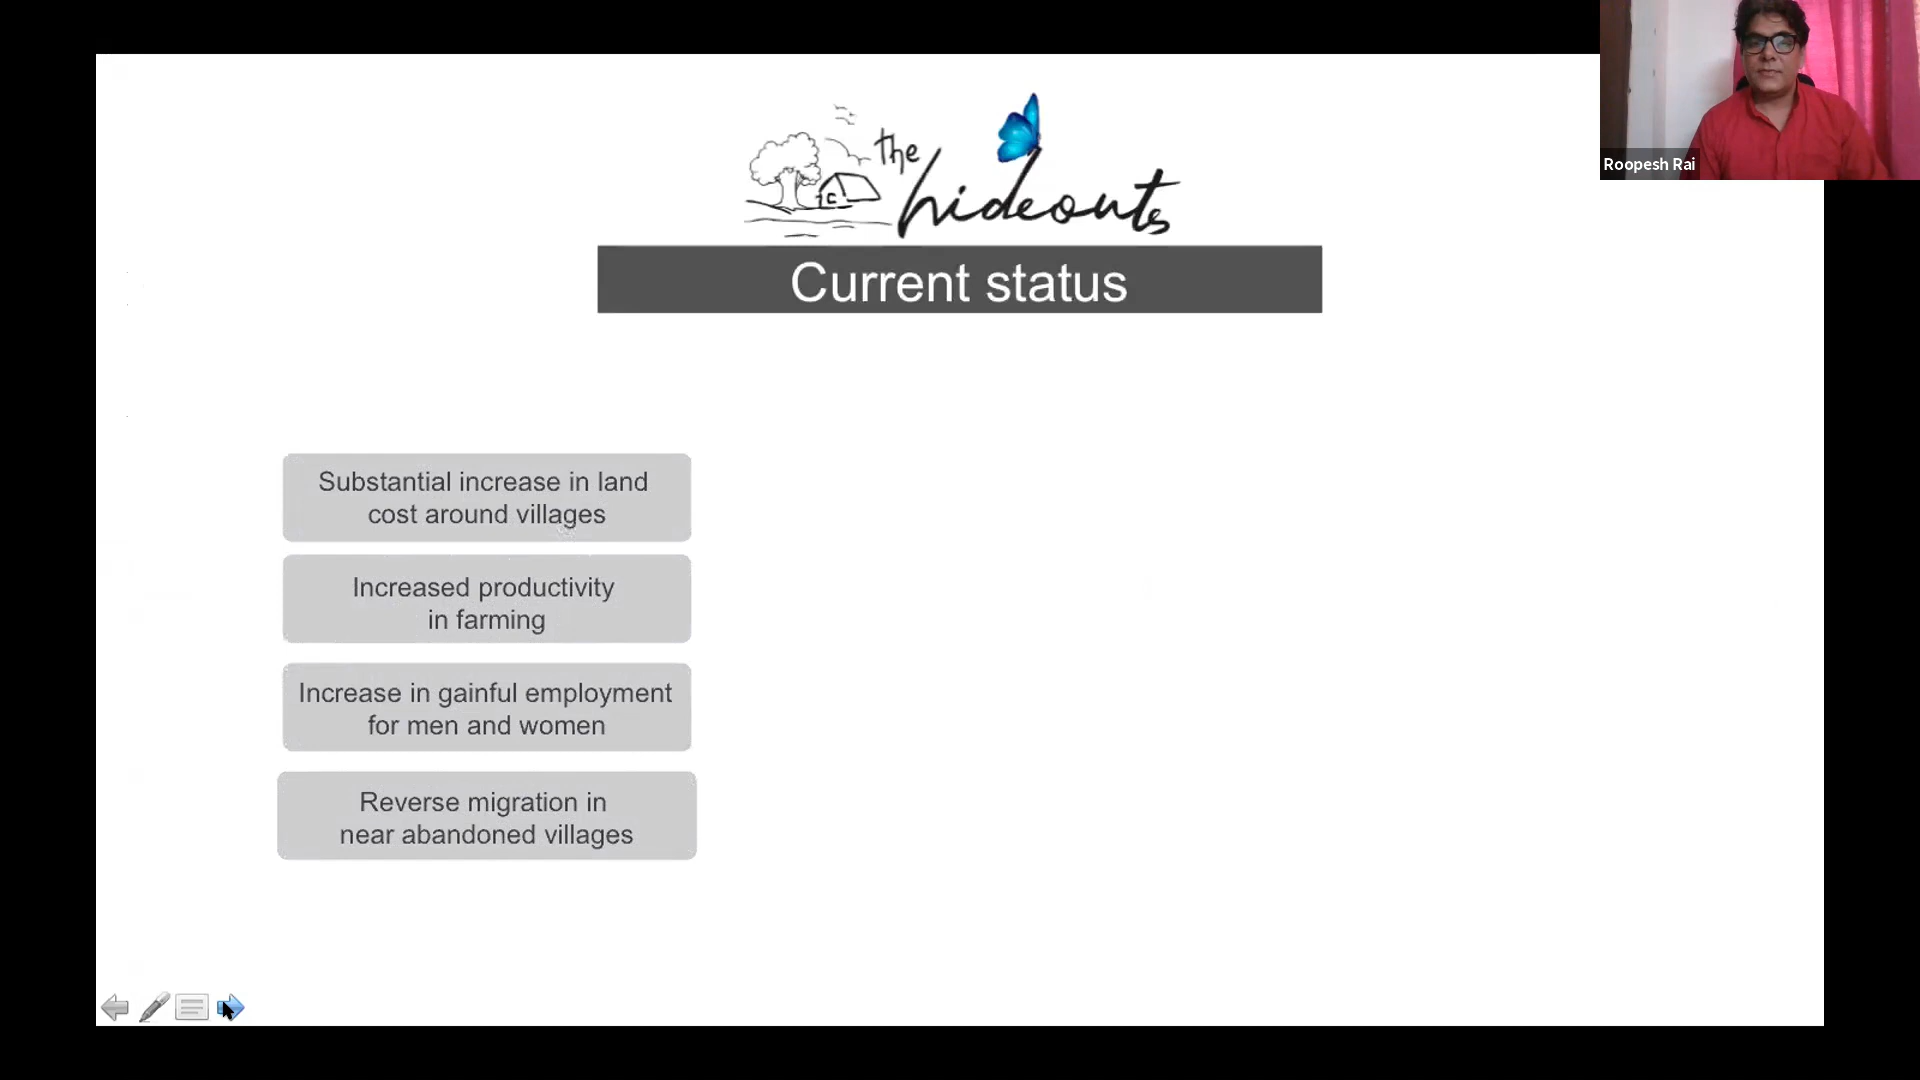 the
hideouts
Roopesh Rai
Current status
Substantial increase in land
cost around villages
Increased productivity
in farming
Increase in gainful employment
for men and women
Reverse migration in
near abandoned villages